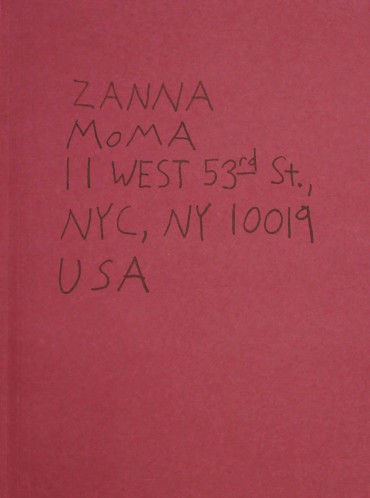 ZANNA
MoMA
11 WEST 53rd St.,
NYC, NY 10019
USA